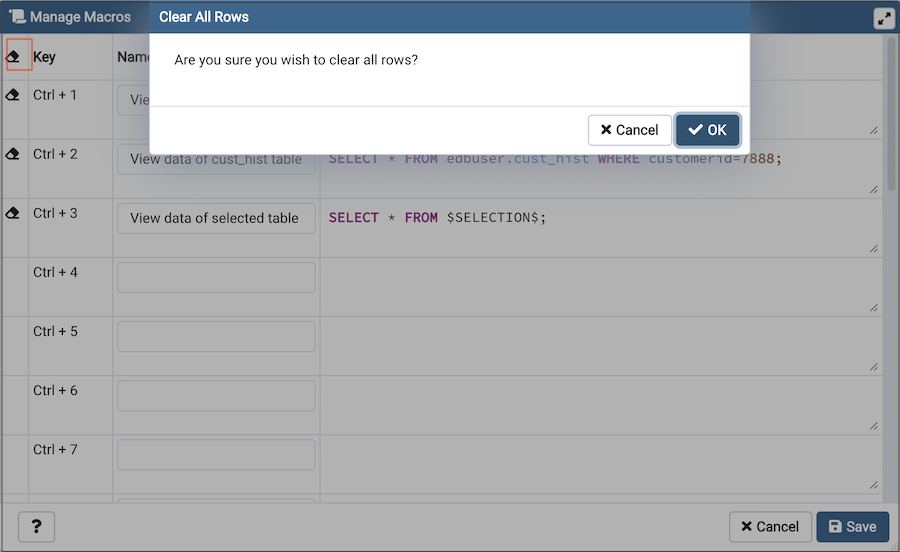 Manage Macros
Clear All Rows
Are you sure you wish to clear all rows?
Cancel OK
Key Name
Ctrl + 1 Vie
Ctrl + 2 View data of cust_hist table SELECT * FROM edbuser.cust_hist WHERE customerid=7888;
Ctrl + 3 View data of selected table SELECT * FROM $SELECTION$;
Ctrl + 4
Ctrl + 5
Ctrl + 6
Ctrl + 7
? Cancel Save